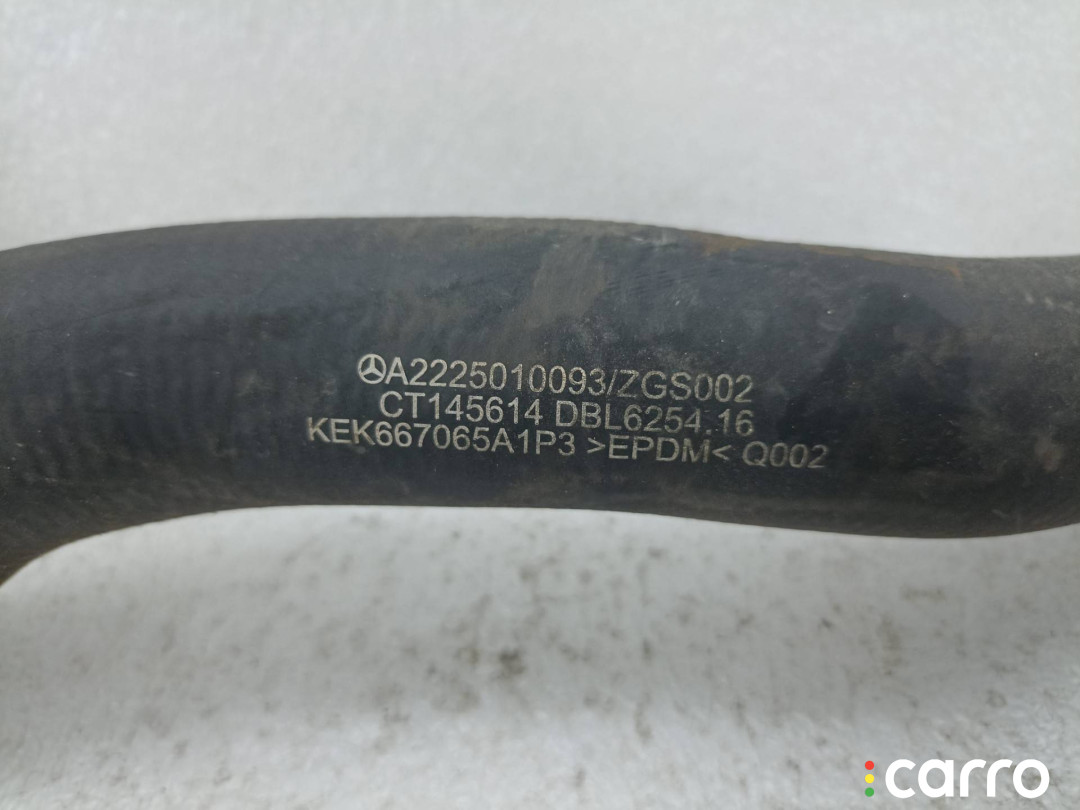 A2225010093/ZGS002
CT145614 DBL6254.16
KEK667065A1P3 >EPDM< Q002
carro